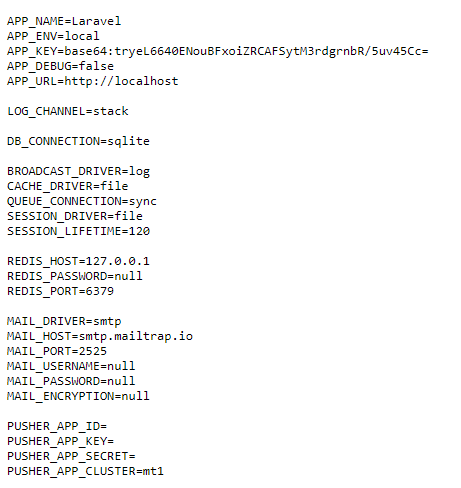 APP_NAME=Laravel
APP_ENV=local
APP_KEY=base64:tryeL6640ENouBFxoiZRCAFSytM3rdgrnbR/5uv45Cc=
APP_DEBUG=false
APP_URL=http://localhost
LOG_CHANNEL=stack
DB_CONNECTION=sqlite
BROADCAST_DRIVER=log
CACHE_DRIVER=file
QUEUE_CONNECTION=sync
SESSION_DRIVER=file
SESSION_LIFETIME=120
REDIS_HOST=127.0.0.1
REDIS_PASSWORD=null
REDIS_PORT=6379
MAIL_DRIVER=smtp
MAIL_HOST=smtp.mailtrap.io
MAIL_PORT=2525
MAIL_USERNAME=null
MAIL_PASSWORD=null
MAIL_ENCRYPTION=null
PUSHER_APP_ID=
PUSHER_APP_KEY=
PUSHER_APP_SECRET=
PUSHER_APP_CLUSTER=mt1